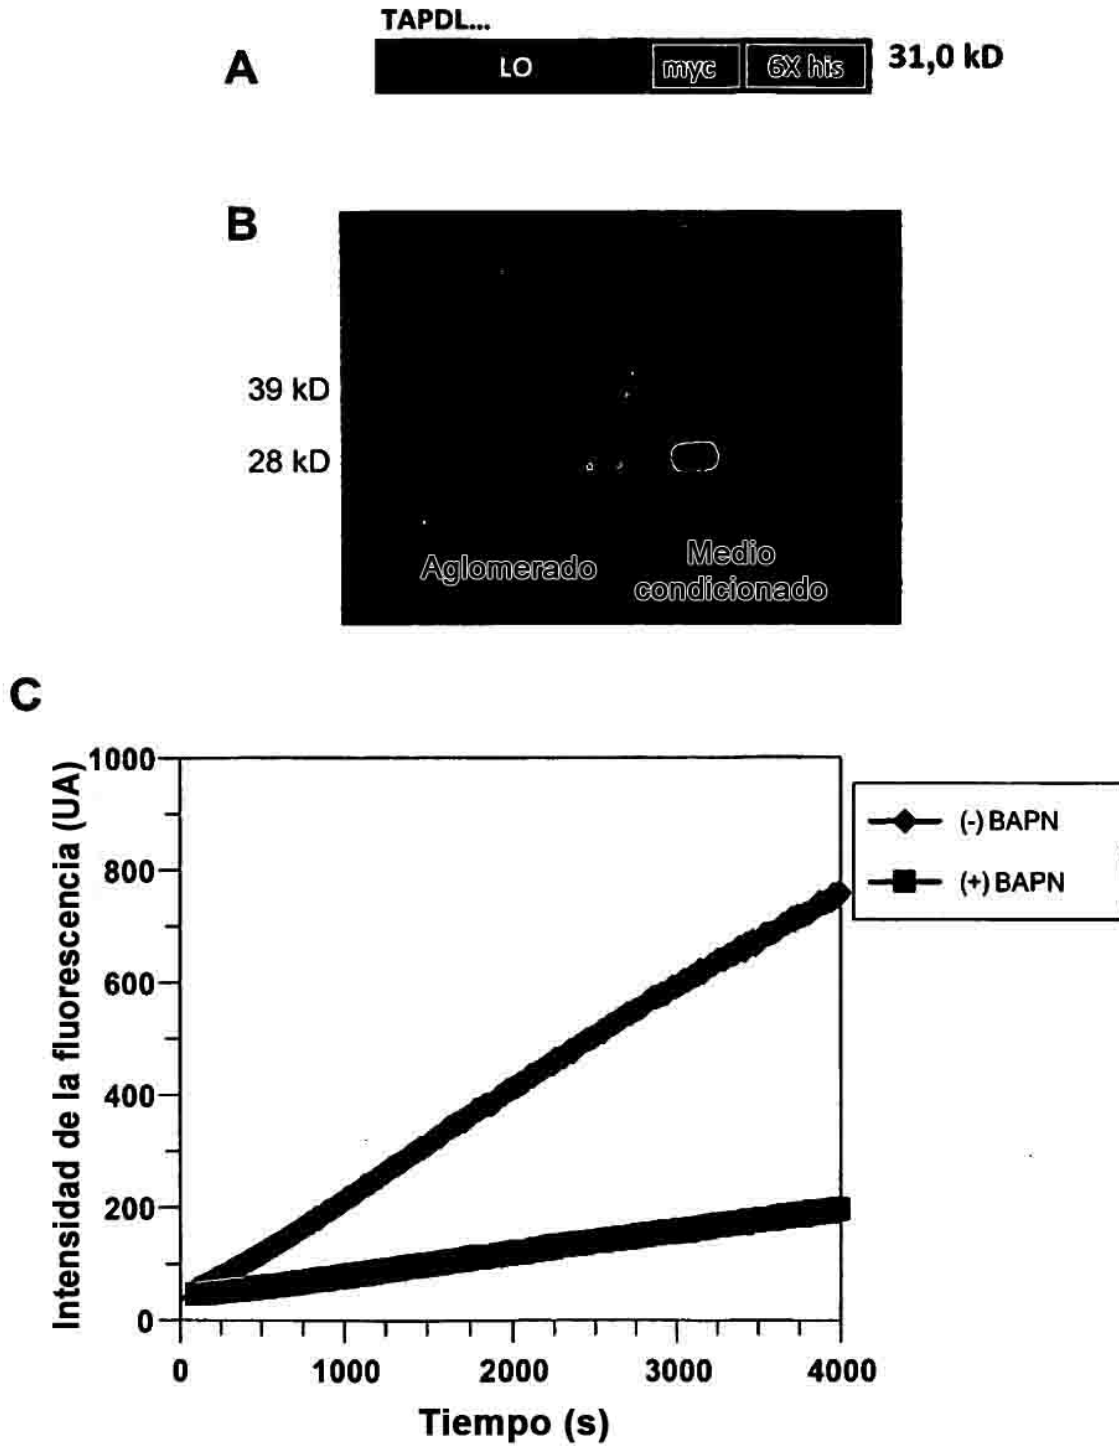 TAPDL...
A
LO
myc
6X his
31,0 kD
B
39 kD
28 kD
Aglomerado
Medio
condicionado
C
Intensidad de la fluorescencia (UA)
1000
800
600
400
200
0
0
1000
2000
3000
4000
Tiempo (s)
(-) BAPN
(+) BAPN